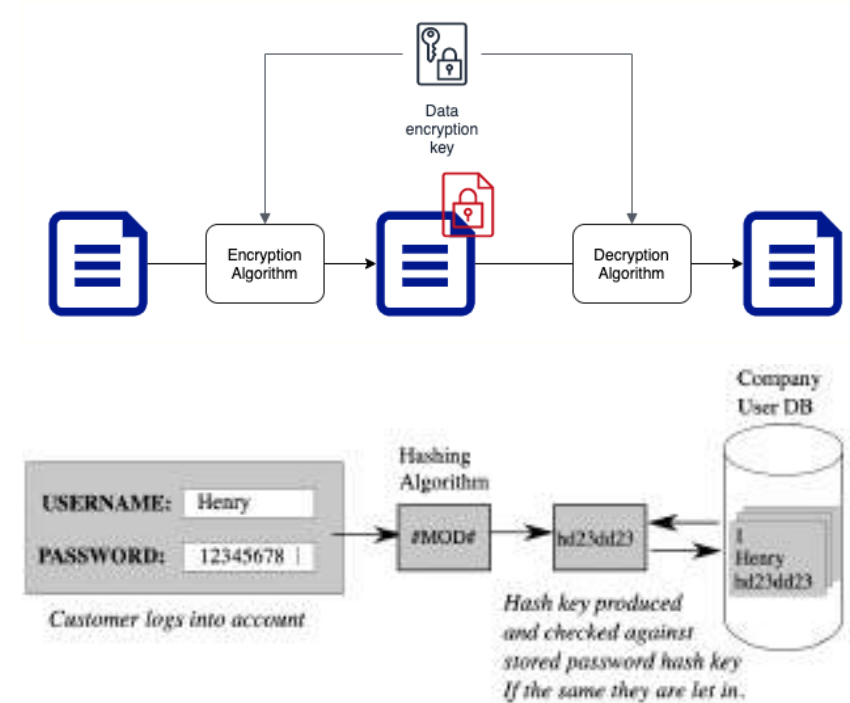 Data
encryption
key
Encryption
Algorithm
Decryption
Algorithm
Company
User DB
Hashing
Algorithm
USERNAME: Henry
PASSWORD: 12345678
#MOD#
hd23dd23
1
Henry
hd23dd23
Customer logs into account
Hash key produced
and checked against
stored password hash key
If the same they are let in.